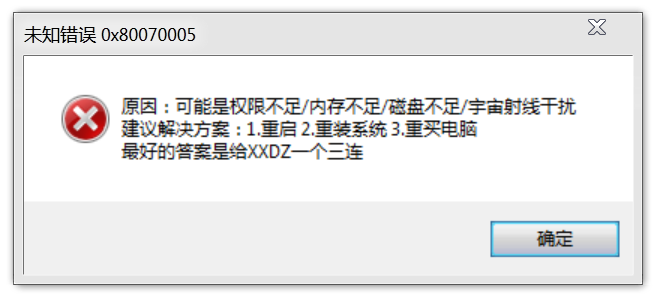 未知错误 0x80070005
原因：可能是权限不足/内存不足/磁盘不足/宇宙射线干扰
建议解决方案：1.重启 2.重装系统 3.重买电脑
最好的答案是给XXDZ一个三连
确定